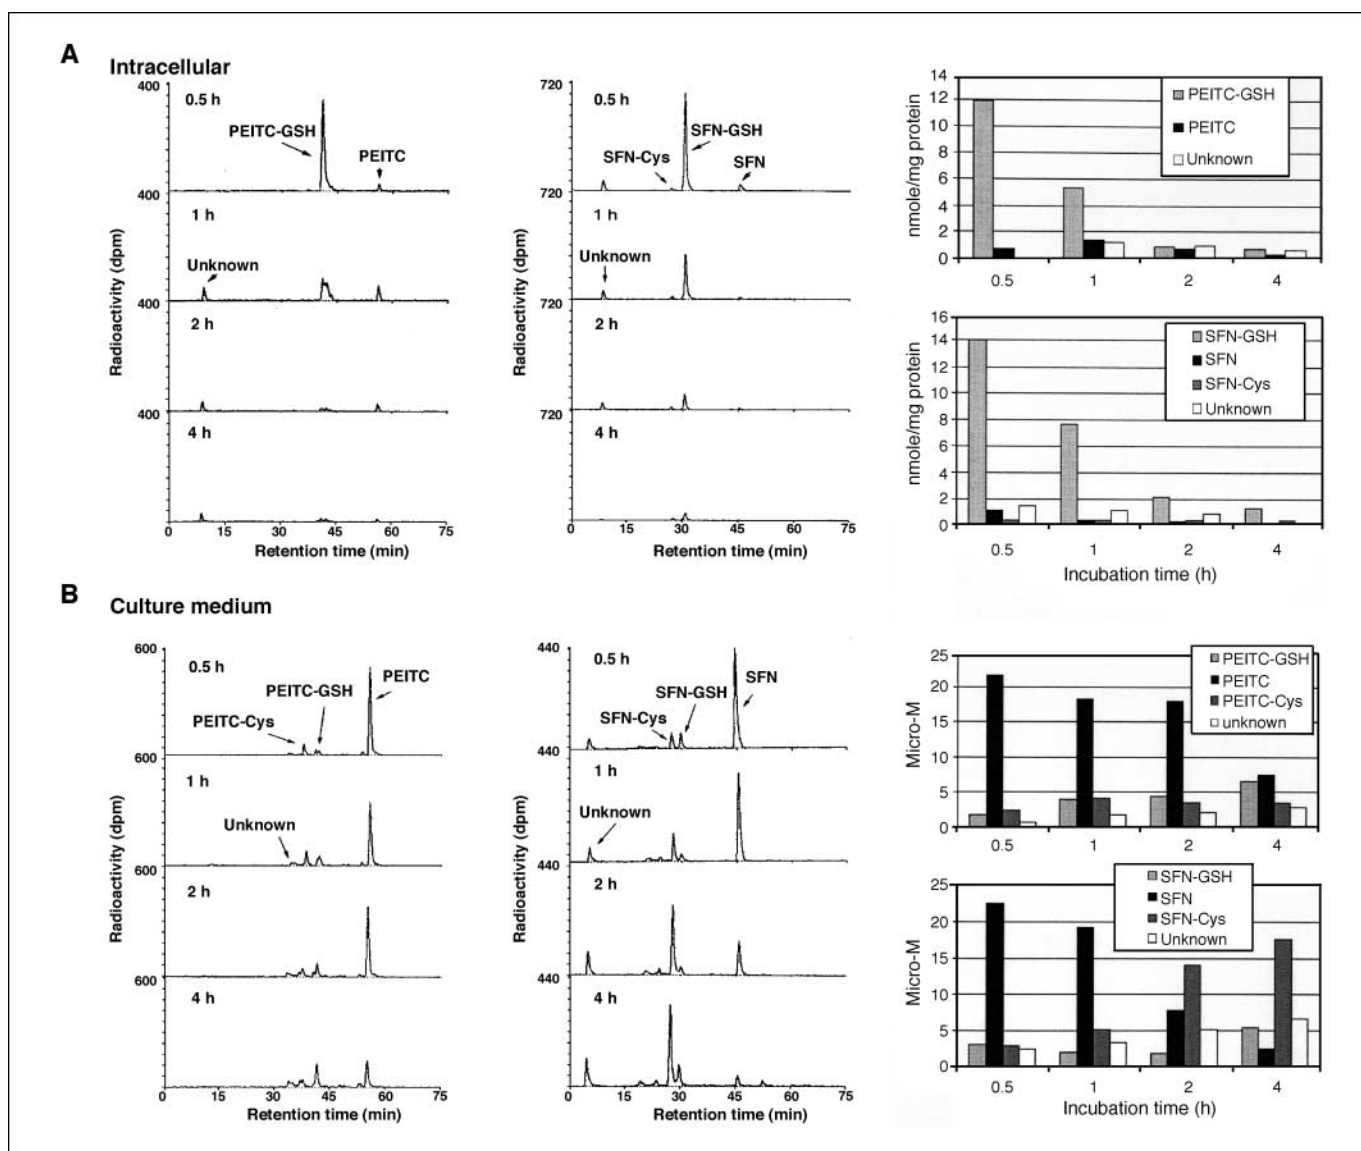 A
Intracellular
400
0.5 h
PEITC-GSH
PEITC
400
1 h
Unknown
400
2 h
400
4 h
0 15 30 45 60 75
Retention time (min)
Radioactivity (dpm)
720
0.5 h
SFN-GSH
SFN-Cys
SFN
720
1 h
Unknown
720
2 h
720
4 h
0 15 30 45 60 75
Retention time (min)
Radioactivity (dpm)
14
12
10
8
6
4
2
0
nmole/mg protein
PEITC-GSH
PEITC
Unknown
0.5 1 2 4
16
14
12
10
8
6
4
2
0
nmole/mg protein
SFN-GSH
SFN
SFN-Cys
Unknown
0.5 1 2 4
Incubation time (h)
B
Culture medium
600
0.5 h
PEITC
PEITC-GSH
PEITC-Cys
600
1 h
Unknown
600
2 h
600
4 h
0 15 30 45 60 75
Retention time (min)
Radioactivity (dpm)
440
0.5 h
SFN
SFN-GSH
SFN-Cys
440
1 h
Unknown
440
2 h
440
4 h
0 15 30 45 60 75
Retention time (min)
Radioactivity (dpm)
25
20
15
10
5
0
Micro-M
PEITC-GSH
PEITC
PEITC-Cys
unknown
0.5 1 2 4
25
20
15
10
5
0
Micro-M
SFN-GSH
SFN
SFN-Cys
Unknown
0.5 1 2 4
Incubation time (h)